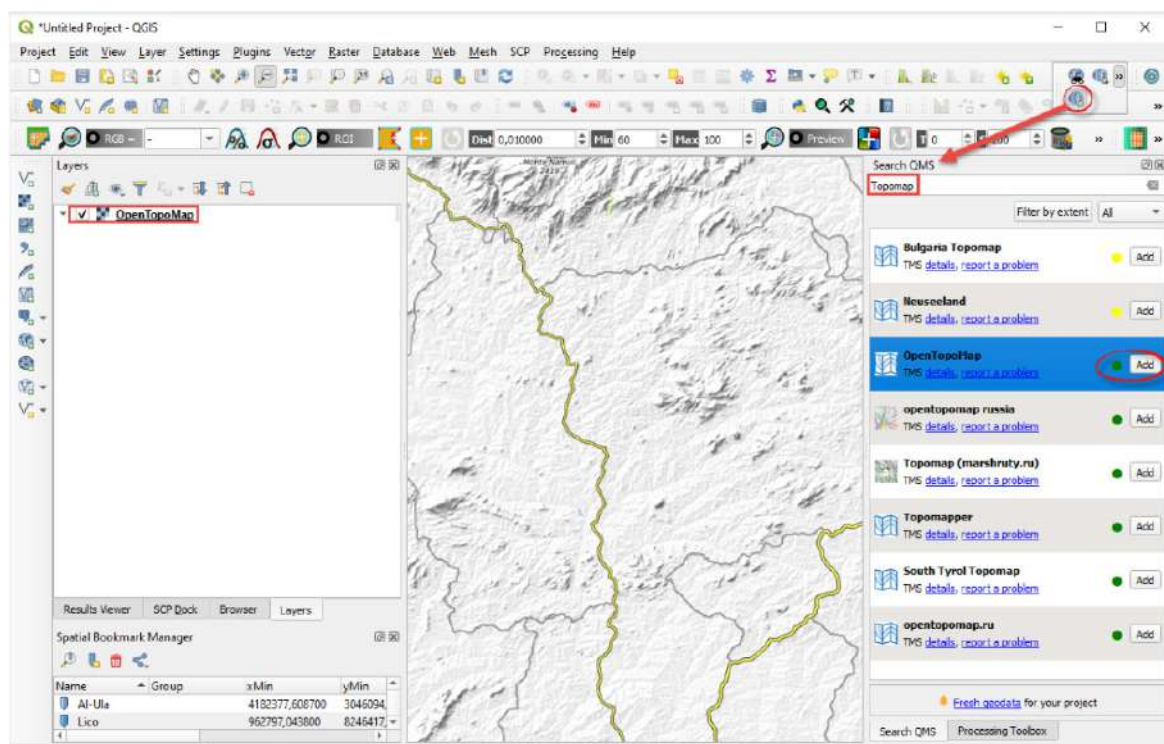 *Untitled Project - QGIS
Project Edit View Layer Settings Plugins Vector Raster Database Web Mesh SCP Processing Help
RGB = - ROI Dist 0,010000 Min 60 Max 100 Preview T 0
Layers
OpenTopoMap
Results Viewer SCP Dock Browser Layers
Spatial Bookmark Manager
Name Group xMin yMin
Al-Ula 4182377,608700 3046094,
Lico 962797,043800 8246417,
Search QMS
Topomap
Filter by extent All
Bulgaria Topomap
TMS details, report a problem Add
Neuseeland
TMS details, report a problem Add
OpenTopoMap
TMS details, report a problem Add
opentopomap russia
TMS details, report a problem Add
Topomap (marshruty.ru)
TMS details, report a problem Add
Topomapper
TMS details, report a problem Add
South Tyrol Topomap
TMS details, report a problem Add
opentopomap.ru
TMS details, report a problem Add
Fresh geodata for your project
Search QMS Processing Toolbox